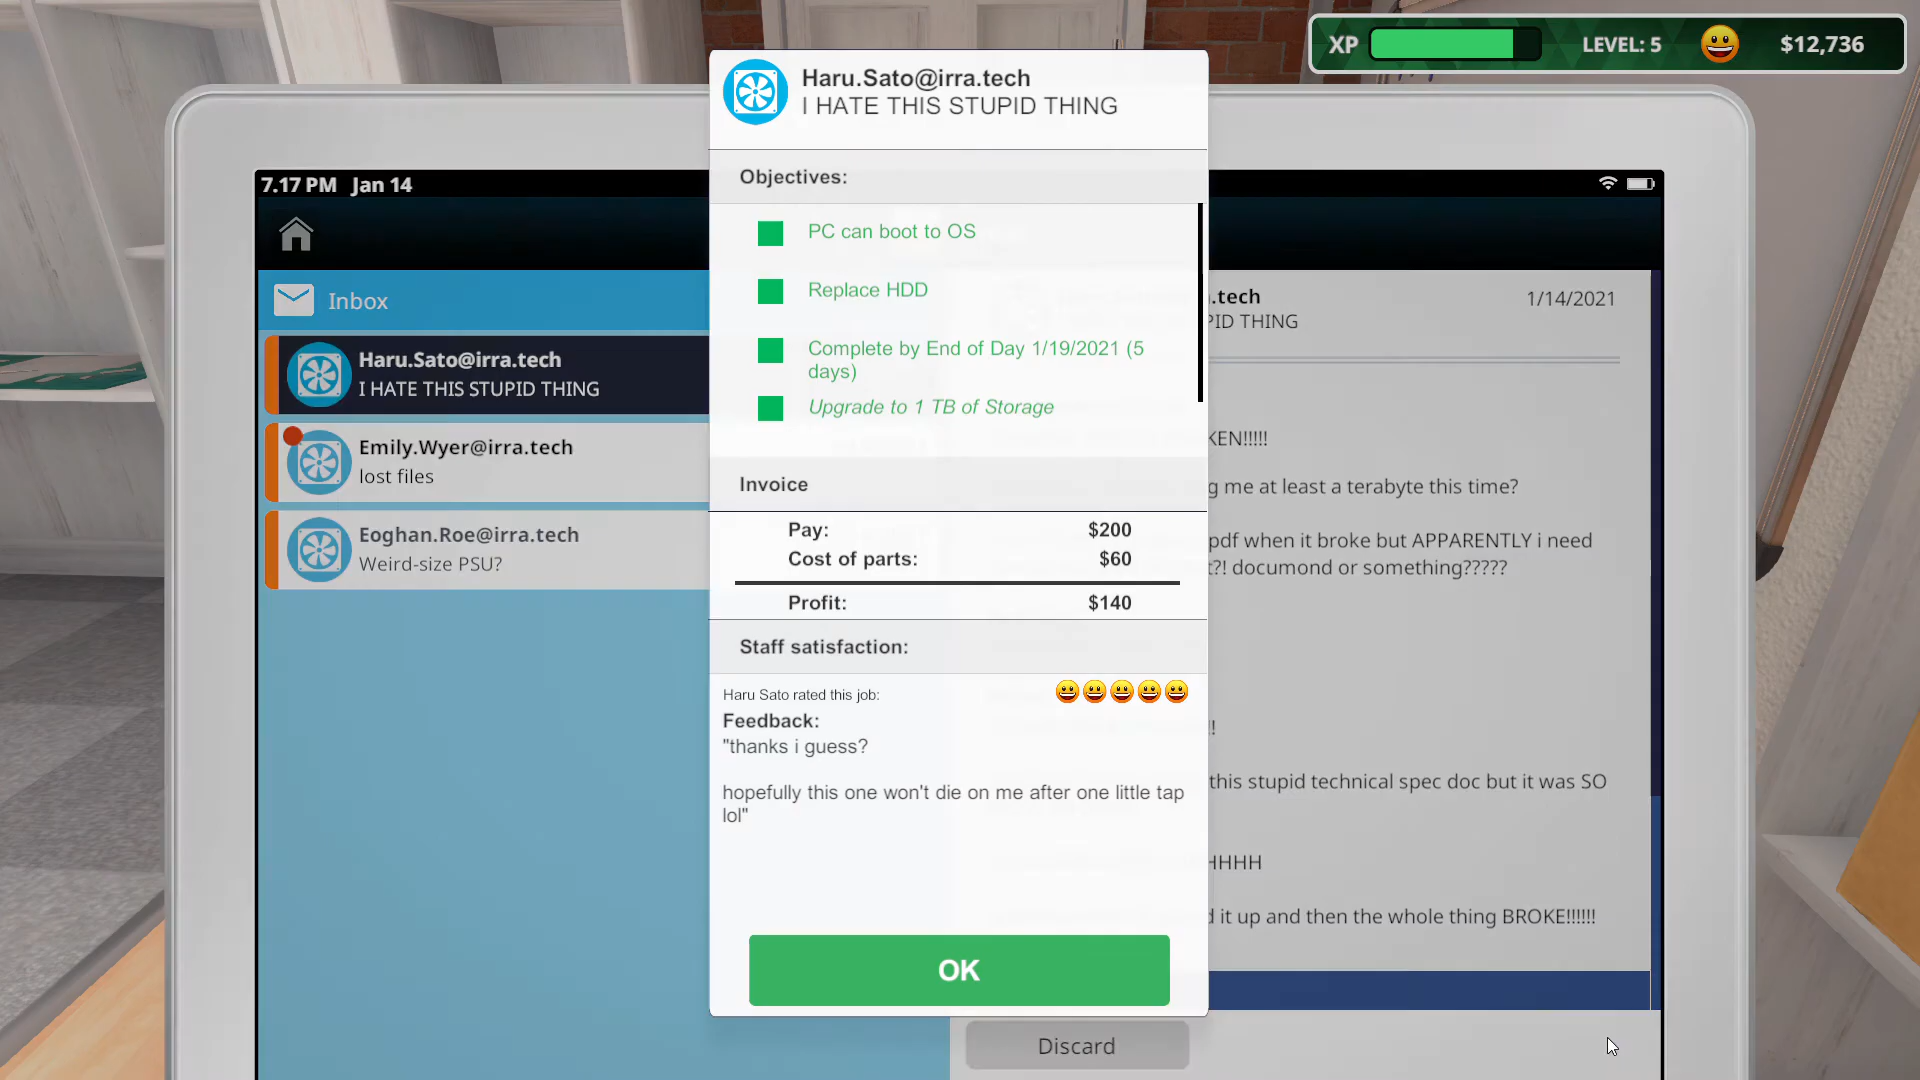 XP
LEVEL: 5
$12,736
Haru.Sato@irra.tech
I HATE THIS STUPID THING
7.17 PM Jan 14
Objectives:
PC can boot to OS
Replace HDD
Complete by End of Day 1/19/2021 (5
days)
Upgrade to 1 TB of Storage
Invoice
Pay: $200
Cost of parts: $60
Profit: $140
Staff satisfaction:
Haru Sato rated this job:
Feedback:
"thanks i guess?
hopefully this one won't die on me after one little tap
lol"
OK
Inbox
Haru.Sato@irra.tech
I HATE THIS STUPID THING
Emily.Wyer@irra.tech
lost files
Eoghan.Roe@irra.tech
Weird-size PSU?
.tech
1/14/2021
PID THING
KEN!!!!!
g me at least a terabyte this time?
pdf when it broke but APPARENTLY i need
t?! documond or something?????
!!
this stupid technical spec doc but it was SO
HHHH
d it up and then the whole thing BROKE!!!!!!
Discard